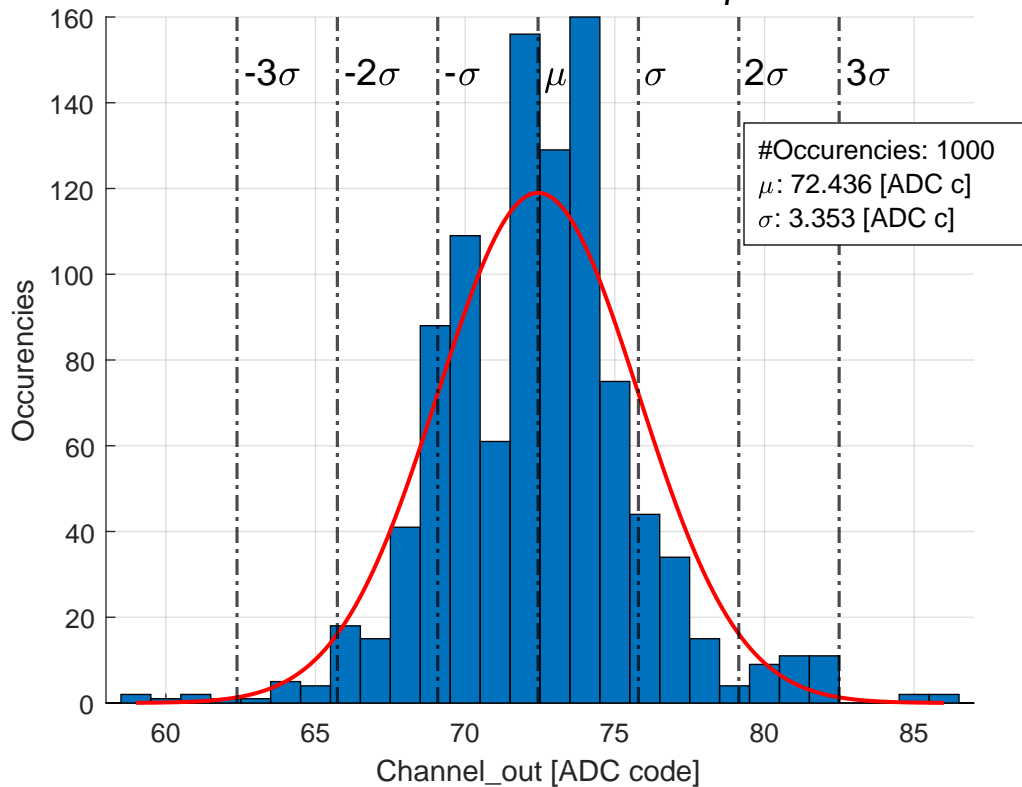 160
140
120
100
80
60
40
20
0
-3σ
-2σ
-σ
μ
σ
2σ
3σ
#Occurencies: 1000
μ: 72.436 [ADC c]
σ: 3.353 [ADC c]
Occurencies
60
65
70
75
80
85
Channel_out [ADC code]